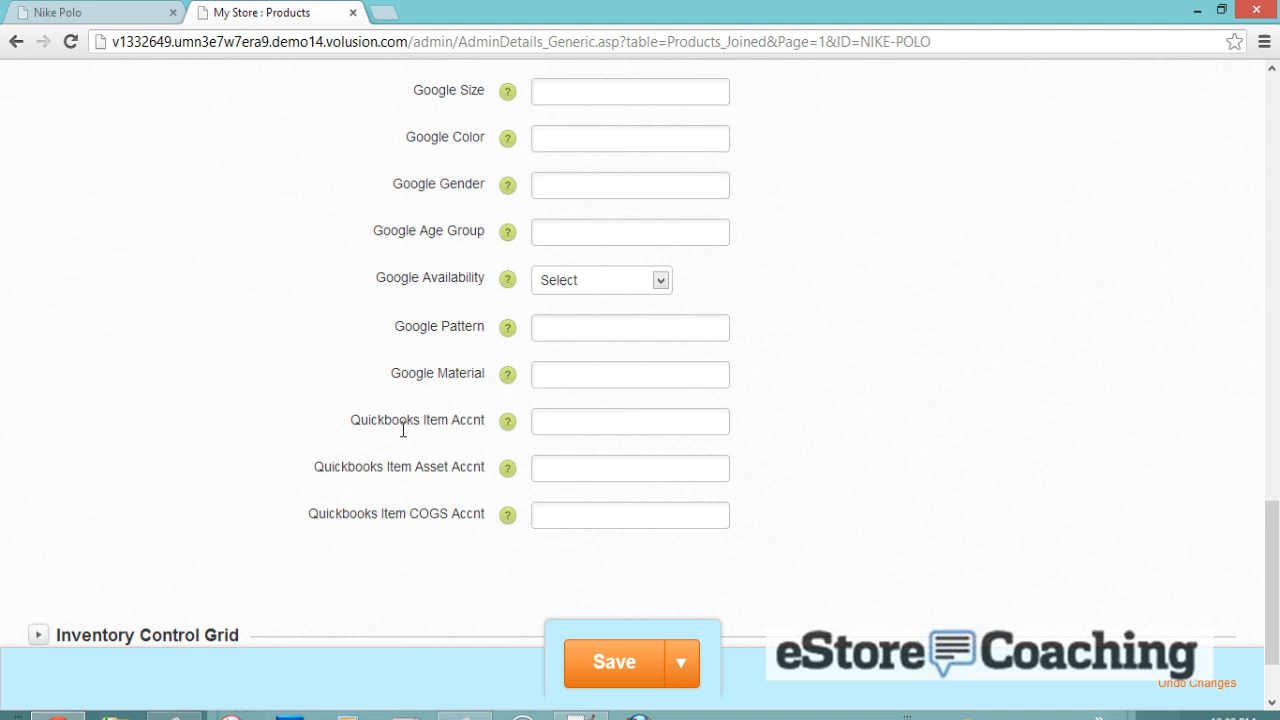 Nike Polo
My Store : Products
v1332649.umn3e7w7era9.demo14.volusion.com/admin/AdminDetails_Generic.asp?table=Products_Joined&Page=1&ID=NIKE-POLO
Google Size ?
Google Color ?
Google Gender ?
Google Age Group ?
Google Availability ? Select
Google Pattern ?
Google Material ?
Quickbooks Item Accnt ?
Quickbooks Item Asset Accnt ?
Quickbooks Item COGS Accnt ?
Inventory Control Grid
Save
eStore Coaching
Undo Changes